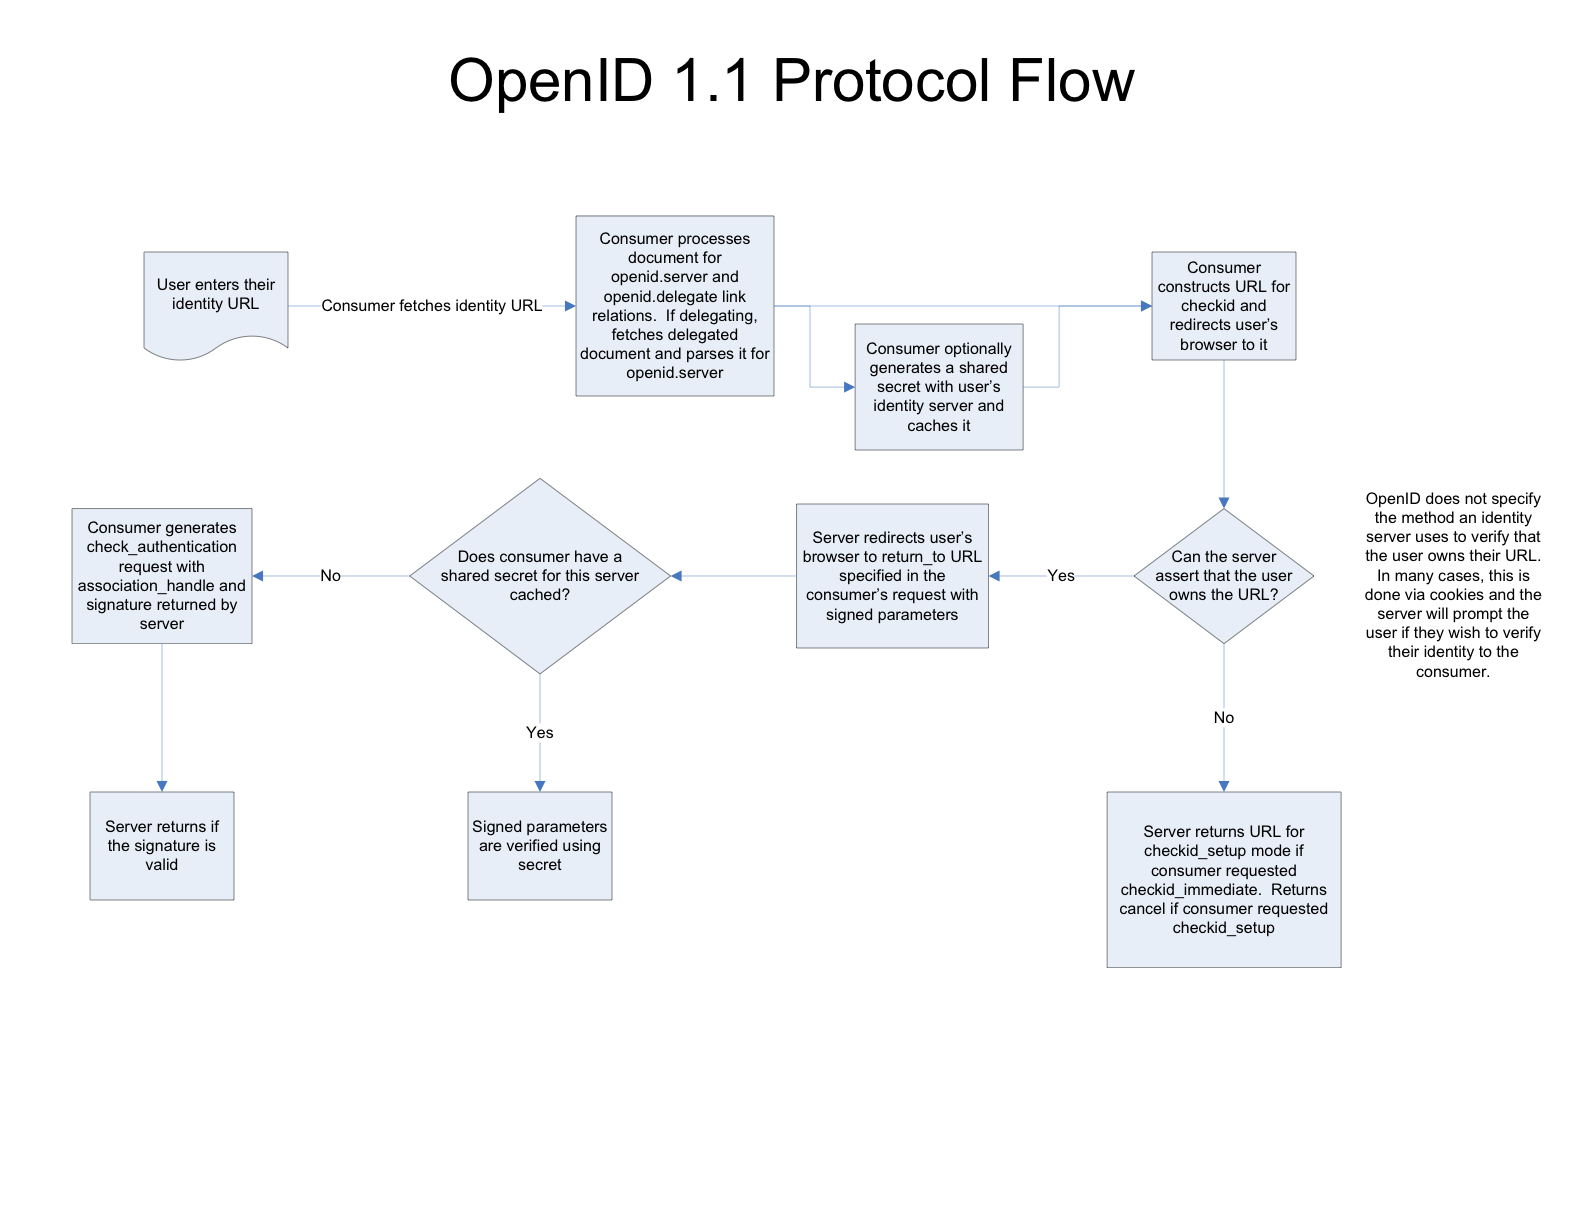 OpenID 1.1 Protocol Flow
User enters their
identity URL
Consumer fetches identity URL
Consumer processes
document for
openid.server and
openid.delegate link
relations.  If delegating,
fetches delegated
document and parses it for
openid.server
Consumer optionally
generates a shared
secret with user’s
identity server and
caches it
Consumer
constructs URL for
checkid and
redirects user’s
browser to it
Can the server
assert that the user
owns the URL?
OpenID does not specify
the method an identity
server uses to verify that
the user owns their URL.
In many cases, this is
done via cookies and the
server will prompt the
user if they wish to verify
their identity to the
consumer.
Yes
Server redirects user’s
browser to return_to URL
specified in the
consumer’s request with
signed parameters
Does consumer have a
shared secret for this server
cached?
No
Consumer generates
check_authentication
request with
association_handle and
signature returned by
server
Yes
No
Server returns if
the signature is
valid
Signed parameters
are verified using
secret
Server returns URL for
checkid_setup mode if
consumer requested
checkid_immediate.  Returns
cancel if consumer requested
checkid_setup